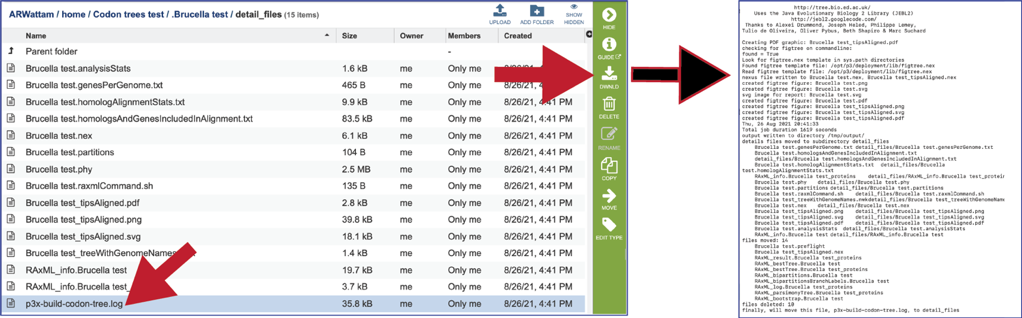 ARWattam / home / Codon trees test / .Brucella test / detail_files (15 items)
UPLOAD
ADD FOLDER
SHOW HIDDEN
Name Size Owner Members Created
Parent folder -
Brucella test.analysisStats 1.6 kB me Only me 8/26/21, 4:41 PM
Brucella test.genesPerGenome.txt 465 B me Only me
Brucella test.homologAlignmentStats.txt 9.9 kB me Only me 8/26/21, 4:41 PM
Brucella test.homologsAndGenesIncludedInAlignment.txt 83.5 kB me Only me 8/26/21, 4:41 PM
Brucella test.nex 6.1 kB me Only me 8/26/21, 4:41 PM
Brucella test.partitions 104 B me Only me 8/26/21, 4:41 PM
Brucella test.phy 2.5 MB me Only me 8/26/21, 4:41 PM
Brucella test.raxmlCommand.sh 135 B me Only me 8/26/21, 4:41 PM
Brucella test_tipsAligned.pdf 2.8 kB me Only me 8/26/21, 4:41 PM
Brucella test_tipsAligned.png 39.8 kB me Only me 8/26/21, 4:41 PM
Brucella test_tipsAligned.svg 18.1 kB me Only me 8/26/21, 4:41 PM
Brucella test_treeWithGenomeNames me Only me 8/26/21, 4:41 PM
RAxML_info.Brucella test 19.7 kB me Only me 8/26/21, 4:41 PM
RAxML_info.Brucella 3.7 kB me Only me 8/26/21, 4:41 PM
p3x-build-codon-tree.log 35.8 kB me Only me 8/26/21, 4:41 PM
HIDE
GUIDE
DWNLD
DELETE
RENAME
COPY
MOVE
EDIT TYPE
http://tree.bio.ed.ac.uk/
Uses the Java Evolutionary Biology 2 Library (JEBL2)
http://jebl2.googlecode.com/
Thanks to Alexei Drummond, Joseph Heled, Philippe Lemey,
Tulio de Oliveira, Oliver Pybus, Beth Shapiro & Marc Suchard
Creating PDF graphic: Brucella test_tipsAligned.pdf
checking for figtree on commandline:
found = True
Look for figtree.nex template in sys.path directories
Found figtree template file: /opt/p3/deployment/lib/figtree.nex
Read figtree template file: /opt/p3/deployment/lib/figtree.nex
nexus file written to Brucella test.nex, Brucella test_tipsAligned.nex
created figtree figure: Brucella test.png
created figtree figure: Brucella test.svg
svg image for report: Brucella test.svg
created figtree figure: Brucella test.pdf
created figtree figure: Brucella test_tipsAligned.png
created figtree figure: Brucella test_tipsAligned.svg
created figtree figure: Brucella test_tipsAligned.pdf
Thu, 26 Aug 2021 20:41:33
Total job duration 1619 seconds
output written to directory /tmp/output/
details files moved to subdirectory detail_files
Brucella test.genesPerGenome.txt detail_files/Brucella test.genesPerGenome.txt
Brucella test.homologsAndGenesIncludedInAlignment.txt
detail_files/Brucella test.homologsAndGenesIncludedInAlignment.txt
Brucella test.homologAlignmentStats.txt detail_files/Brucella
test.homologAlignmentStats.txt
RAxML_info.Brucella test_proteins detail_files/RAxML_info.Brucella test_proteins
Brucella test.phy detail_files/Brucella test.phy
Brucella test.partitions detail_files/Brucella test.partitions
Brucella test.raxmlCommand.sh detail_files/Brucella test.raxmlCommand.sh
Brucella test_treeWithGenomeNames.nwk detail_files/Brucella test_treeWithGenomeNames
Brucella test.nex detail_files/Brucella test.nex
Brucella test_tipsAligned.png detail_files/Brucella test_tipsAligned.png
Brucella test_tipsAligned.svg detail_files/Brucella test_tipsAligned.svg
Brucella test_tipsAligned.pdf detail_files/Brucella test_tipsAligned.pdf
Brucella test.analysisStats detail_files/Brucella test.analysisStats
RAxML_info.Brucella test detail_files/RAxML_info.Brucella test
files moved: 14
Brucella test.preflight
Brucella test_tipsAligned.nex
RAxML_result.Brucella test_proteins
RAxML_bestTree.Brucella test
RAxML_bestTree.Brucella test_proteins
RAxML_bipartitions.Brucella test
RAxML_bipartitionsBranchLabels.Brucella test
RAxML_log.Brucella test_proteins
RAxML_parsimonyTree.Brucella test_proteins
RAxML_bootstrap.Brucella test
files deleted: 10
finally, will move this file, p3x-build-codon-tree.log, to detail_files